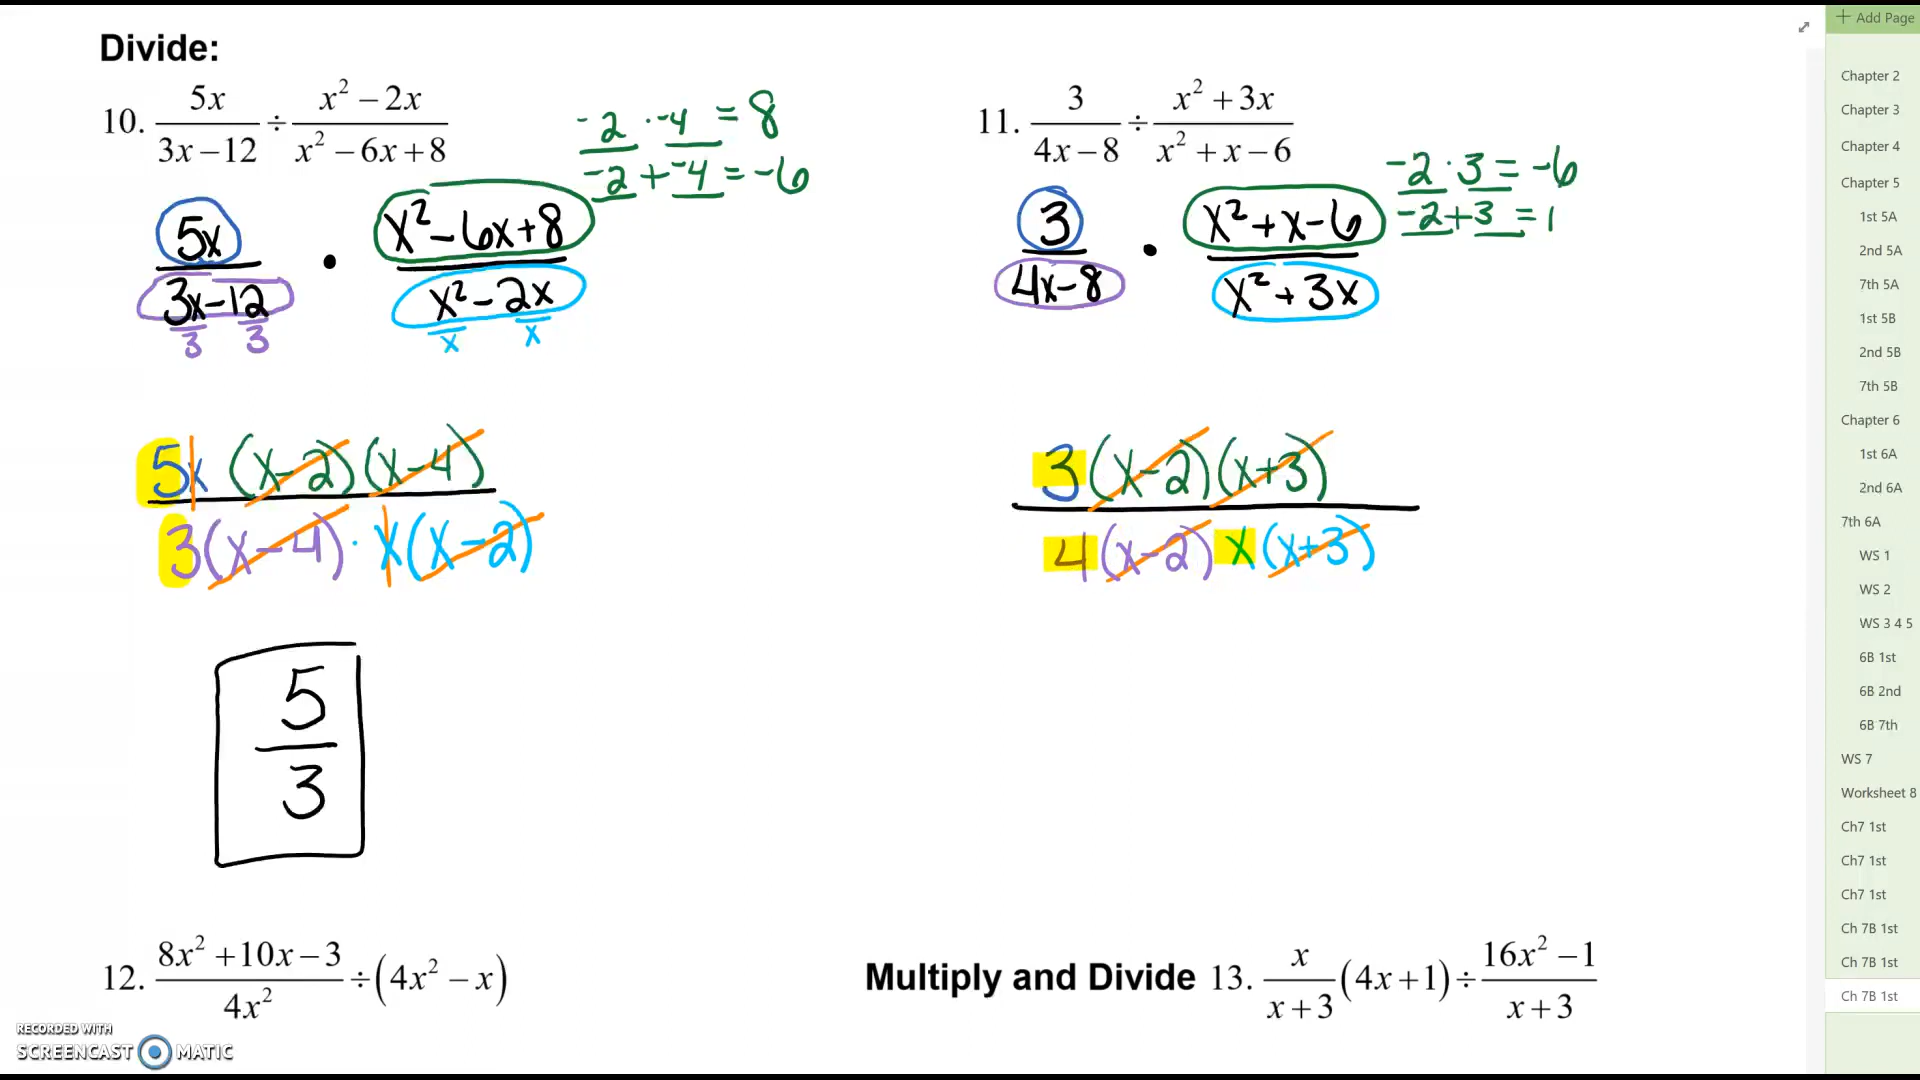 Divide:
10. 5x/(3x − 12) ÷ (x² − 2x)/(x² − 6x + 8)
-2 · -4 = 8
-2 + -4 = -6
5x/(3x − 12) · (x² − 6x + 8)/(x² − 2x)
3 3 x x
5x (x−2)(x−4)
3(x−4) · x(x−2)
5
3
11. 3/(4x − 8) ÷ (x² + 3x)/(x² + x − 6)
-2 · 3 = -6
-2 + 3 = 1
3/(4x − 8) · (x² + x − 6)/(x² + 3x)
3(x−2)(x+3)
4(x−2) x(x+3)
12. (8x² + 10x − 3)/(4x²) ÷ (4x² − x)
Multiply and Divide 13. x/(x + 3) (4x + 1) ÷ (16x² − 1)/(x + 3)
RECORDED WITH
SCREENCAST MATIC
+ Add Page
Chapter 2
Chapter 3
Chapter 4
Chapter 5
1st 5A
2nd 5A
7th 5A
1st 5B
2nd 5B
7th 5B
Chapter 6
1st 6A
2nd 6A
7th 6A
WS 1
WS 2
WS 3 4 5
6B 1st
6B 2nd
6B 7th
WS 7
Worksheet 8
Ch7 1st
Ch7 1st
Ch7 1st
Ch 7B 1st
Ch 7B 1st
Ch 7B 1st